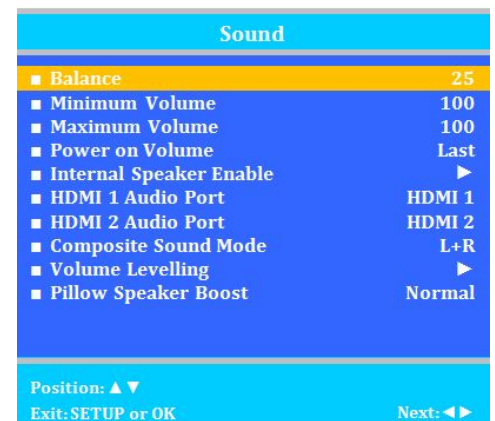 Sound
■ Balance 25
■ Minimum Volume 100
■ Maximum Volume 100
■ Power on Volume Last
■ Internal Speaker Enable ►
■ HDMI 1 Audio Port HDMI 1
■ HDMI 2 Audio Port HDMI 2
■ Composite Sound Mode L+R
■ Volume Levelling ►
■ Pillow Speaker Boost Normal
Position: ▲▼
Exit: SETUP or OK Next: ◄►